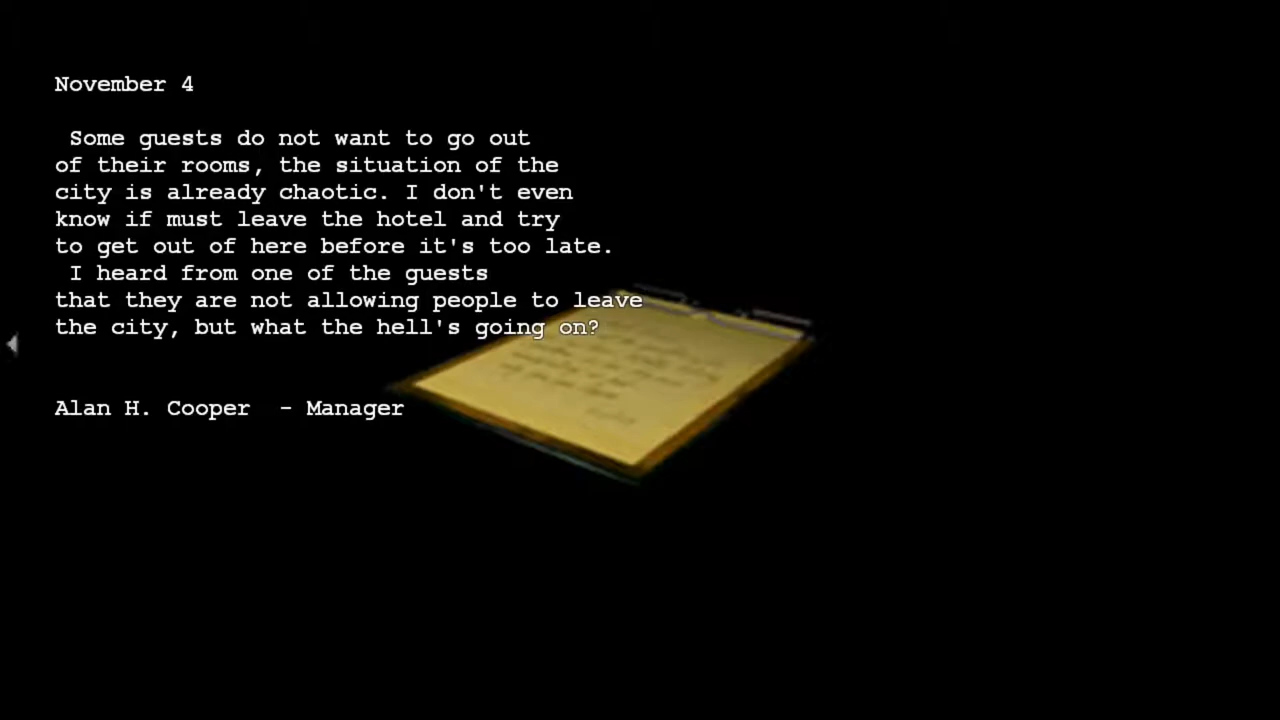 November 4
Some guests do not want to go out
of their rooms, the situation of the
city is already chaotic. I don't even
know if must leave the hotel and try
to get out of here before it's too late.
I heard from one of the guests
that they are not allowing people to leave
the city, but what the hell's going on?
Alan H. Cooper  - Manager